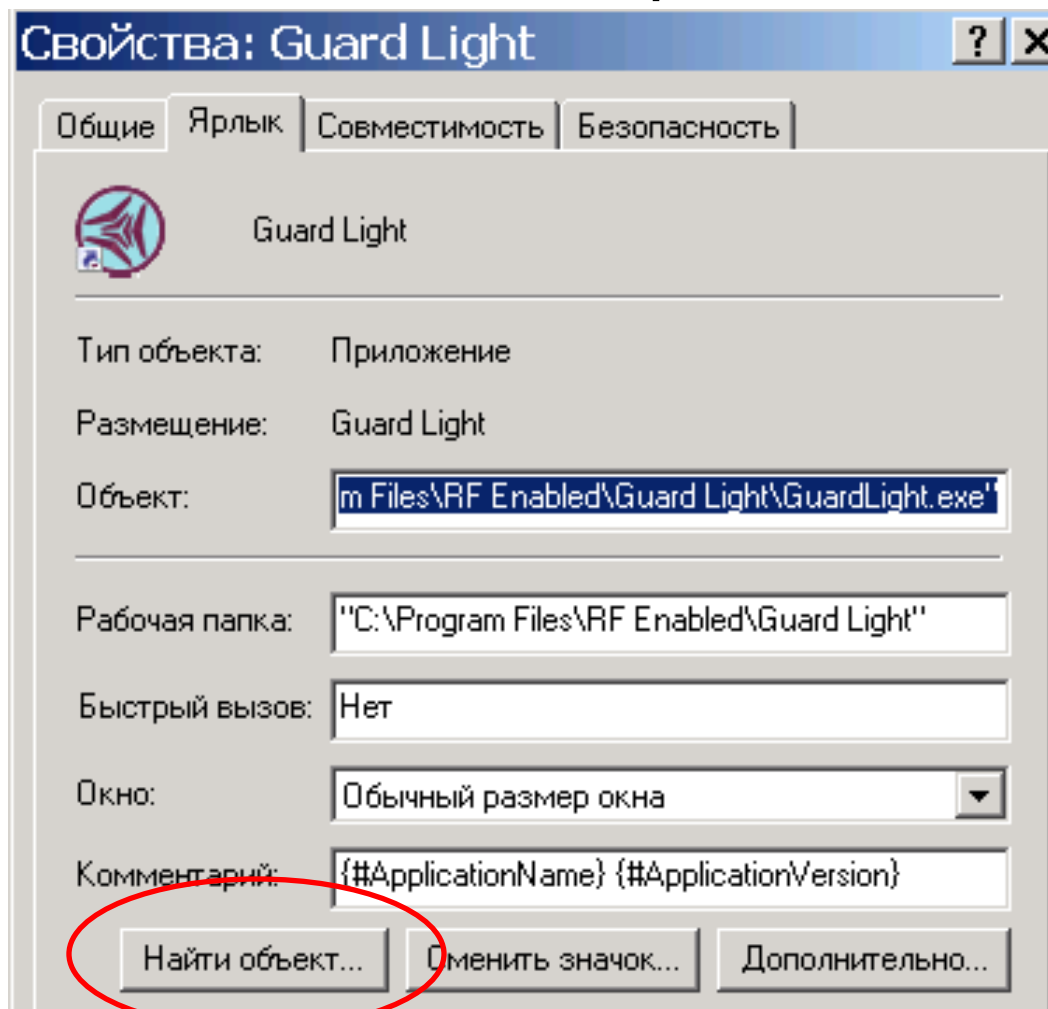 Свойства: Guard Light
Общие Ярлык Совместимость Безопасность
Guard Light
Тип объекта: Приложение
Размещение: Guard Light
Объект: m Files\RF Enabled\Guard Light\GuardLight.exe"
Рабочая папка: "C:\Program Files\RF Enabled\Guard Light"
Быстрый вызов: Нет
Окно: Обычный размер окна
Комментарий: {#ApplicationName} {#ApplicationVersion}
Найти объект... Сменить значок... Дополнительно...